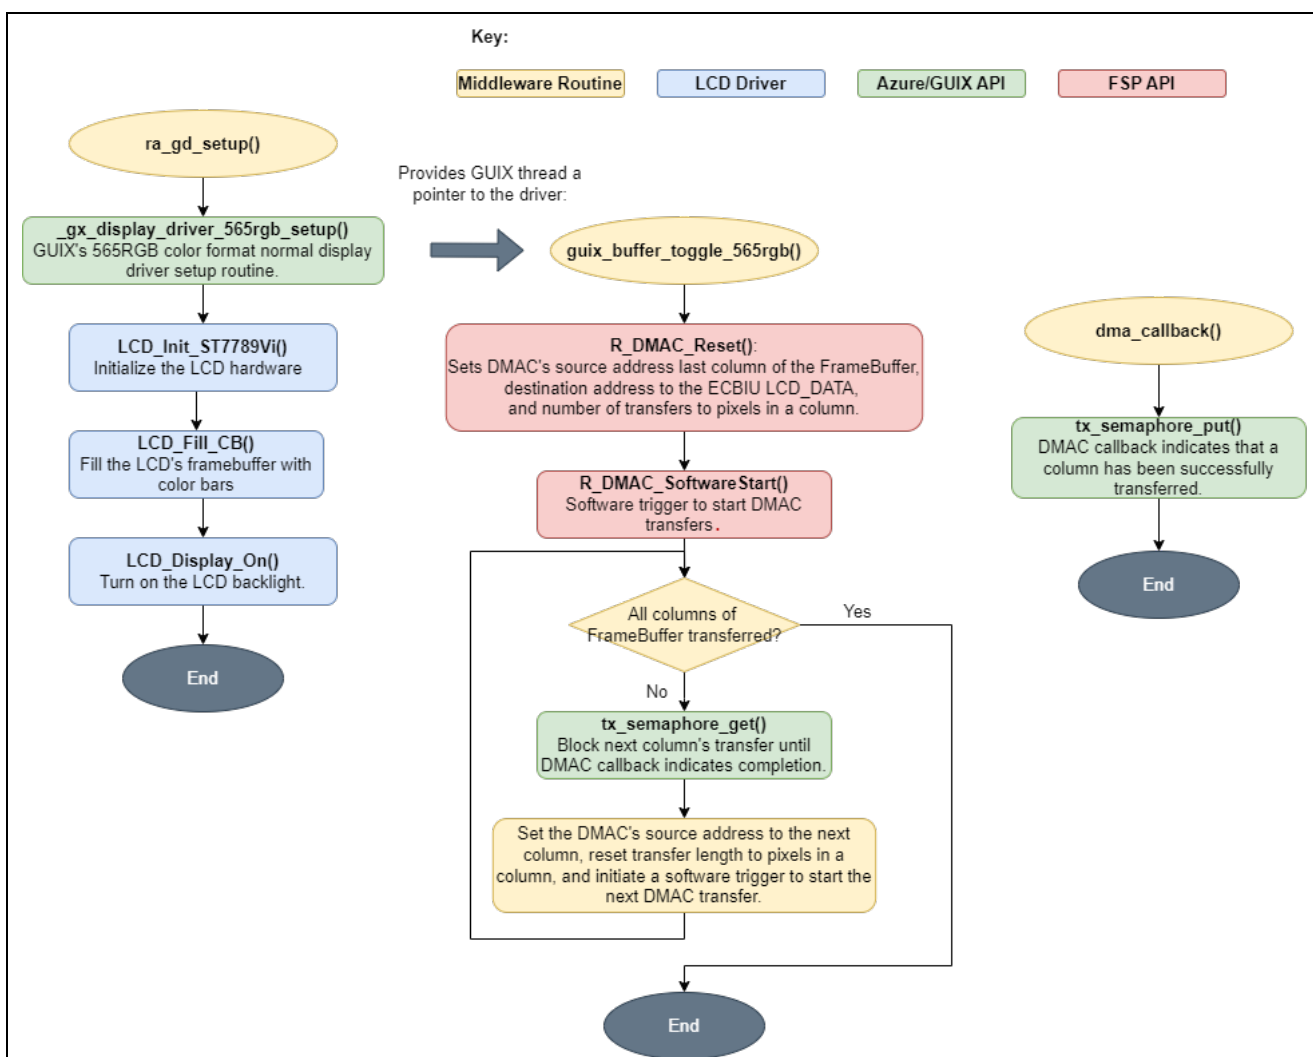 Key:
Middleware Routine
LCD Driver
Azure/GUIX API
FSP API
ra_gd_setup()
_gx_display_driver_565rgb_setup()
GUIX's 565RGB color format normal display
driver setup routine.
LCD_Init_ST7789Vi()
Initialize the LCD hardware
LCD_Fill_CB()
Fill the LCD's framebuffer with
color bars
LCD_Display_On()
Turn on the LCD backlight.
End
Provides GUIX thread a
pointer to the driver:
guix_buffer_toggle_565rgb()
R_DMAC_Reset():
Sets DMAC's source address last column of the FrameBuffer,
destination address to the ECBIU LCD_DATA,
and number of transfers to pixels in a column.
R_DMAC_SoftwareStart()
Software trigger to start DMAC
transfers.
All columns of
FrameBuffer transferred?
Yes
No
tx_semaphore_get()
Block next column's transfer until
DMAC callback indicates completion.
Set the DMAC's source address to the next
column, reset transfer length to pixels in a
column, and initiate a software trigger to start the
next DMAC transfer.
End
dma_callback()
tx_semaphore_put()
DMAC callback indicates that a
column has been successfully
transferred.
End